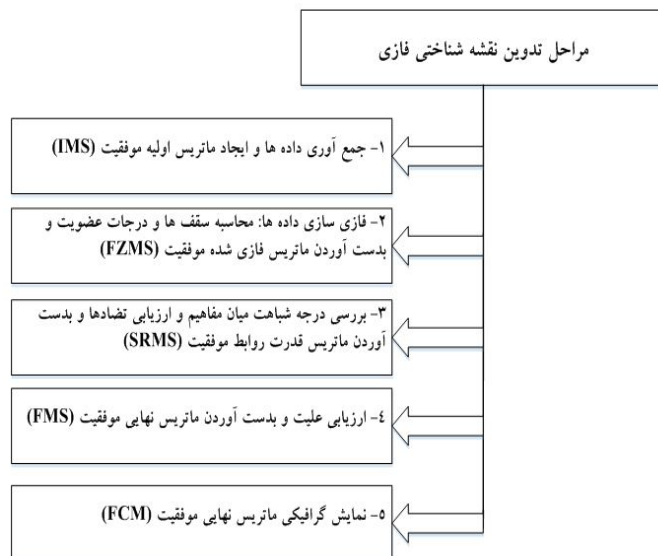 مراحل تدوین نقشه شناختی فازی
۱- جمع آوری داده ها و ایجاد ماتریس اولیه موفقیت (IMS)
۲- فازی سازی داده ها: محاسبه سقف ها و درجات عضویت و
بدست آوردن ماتریس فازی شده موفقیت (FZMS)
۳- بررسی درجه شباهت میان مفاهیم و ارزیابی تضادها و بدست
آوردن ماتریس قدرت روابط موفقیت (SRMS)
٤- ارزیابی علیت و بدست آوردن ماتریس نهایی موفقیت (FMS)
٥- نمایش گرافیکی ماتریس نهایی موفقیت (FCM)